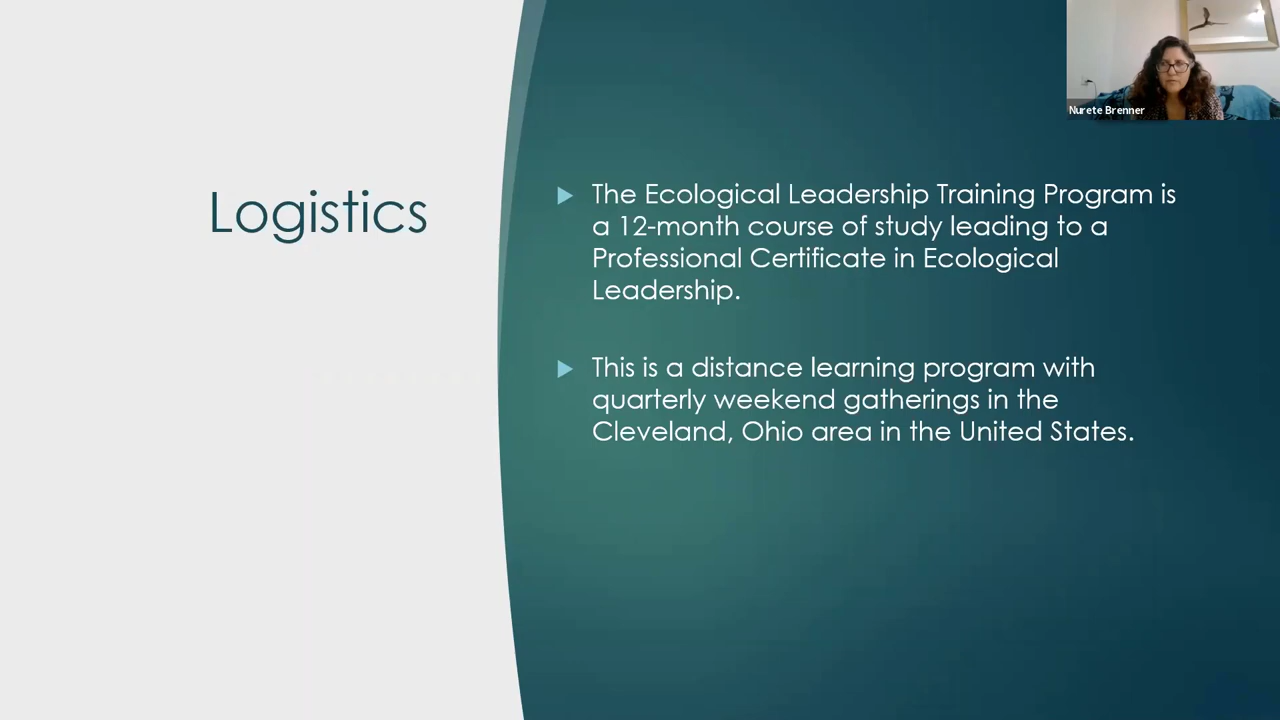 Nurete Brenner
Logistics
The Ecological Leadership Training Program is
a 12-month course of study leading to a
Professional Certificate in Ecological
Leadership.
This is a distance learning program with
quarterly weekend gatherings in the
Cleveland, Ohio area in the United States.